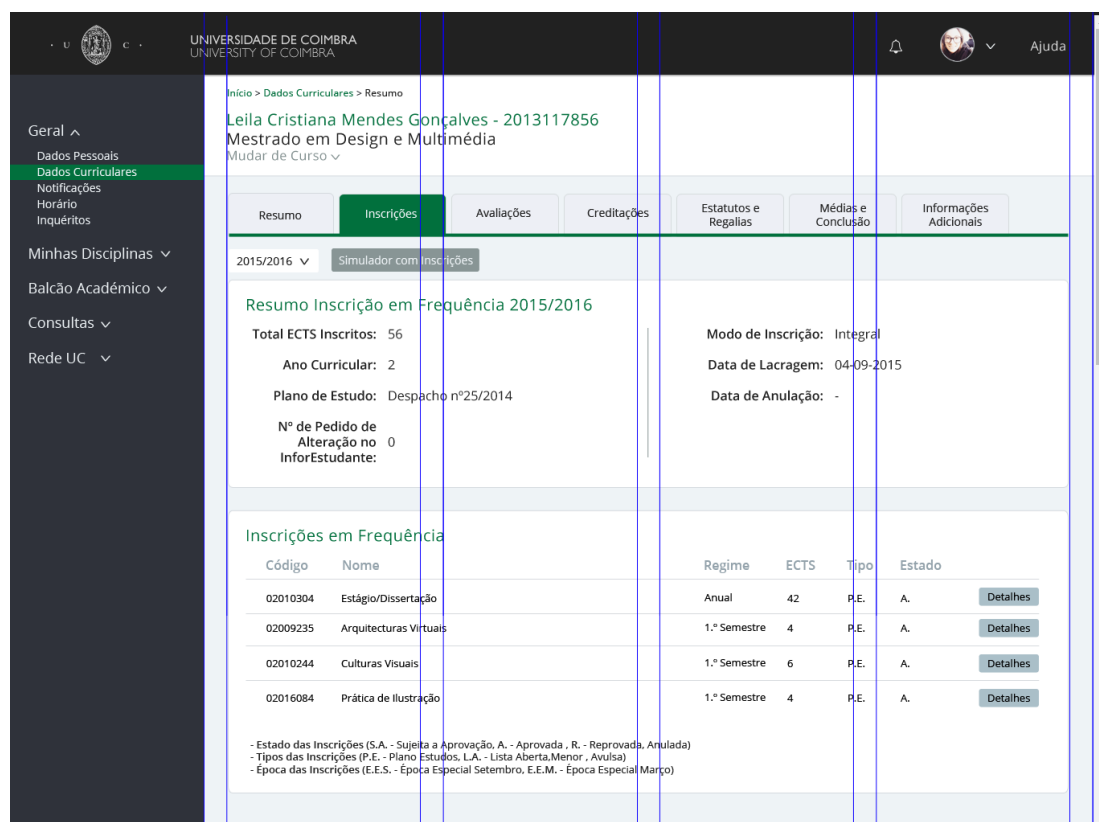 · U C ·
UNIVERSIDADE DE COIMBRA
UNIVERSITY OF COIMBRA
Ajuda
Geral
Dados Pessoais
Dados Curriculares
Notificações
Horário
Inquéritos
Minhas Disciplinas
Balcão Académico
Consultas
Rede UC
Início > Dados Curriculares > Resumo
Leila Cristiana Mendes Gonçalves - 2013117856
Mestrado em Design e Multimédia
Mudar de Curso
Resumo
Inscrições
Avaliações
Creditações
Estatutos e
Regalias
Médias e
Conclusão
Informações
Adicionais
2015/2016
Simulador com Inscrições
Resumo Inscrição em Frequência 2015/2016
Total ECTS Inscritos: 56
Ano Curricular: 2
Plano de Estudo: Despacho nº25/2014
Nº de Pedido de
Alteração no 0
InforEstudante:
Modo de Inscrição: Integral
Data de Lacragem: 04-09-2015
Data de Anulação: -
Inscrições em Frequência
Código Nome Regime ECTS Tipo Estado
02010304 Estágio/Dissertação Anual 42 P.E. A. Detalhes
02009235 Arquitecturas Virtuais 1.º Semestre 4 P.E. A. Detalhes
02010244 Culturas Visuais 1.º Semestre 6 P.E. A. Detalhes
02016084 Prática de Ilustração 1.º Semestre 4 P.E. A. Detalhes
- Estado das Inscrições (S.A. - Sujeita a Aprovação, A. - Aprovada , R. - Reprovada, Anulada)
- Tipos das Inscrições (P.E. - Plano Estudos, L.A. - Lista Aberta,Menor , Avulsa)
- Época das Inscrições (E.E.S. - Época Especial Setembro, E.E.M. - Época Especial Março)